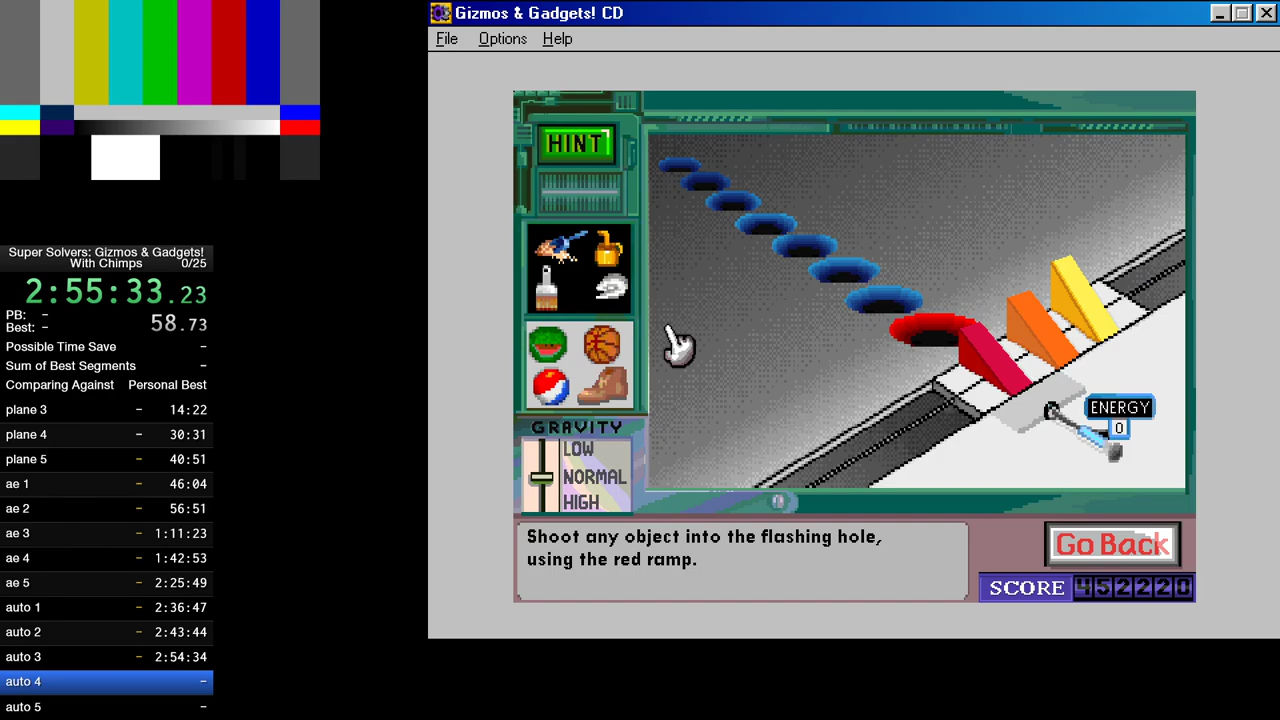 Gizmos & Gadgets! CD
File Options Help
HINT
GRAVITY
LOW
NORMAL
HIGH
ENERGY
0
Shoot any object into the flashing hole,
using the red ramp.
Go Back
SCORE 452220
Super Solvers: Gizmos & Gadgets!
With Chimps 0/25
2:55:33.23
PB: -
Best: -
58.73
Possible Time Save -
Sum of Best Segments -
Comparing Against Personal Best
plane 3 - 14:22
plane 4 - 30:31
plane 5 - 40:51
ae 1 - 46:04
ae 2 - 56:51
ae 3 - 1:11:23
ae 4 - 1:42:53
ae 5 - 2:25:49
auto 1 - 2:36:47
auto 2 - 2:43:44
auto 3 - 2:54:34
auto 4 -
auto 5 -